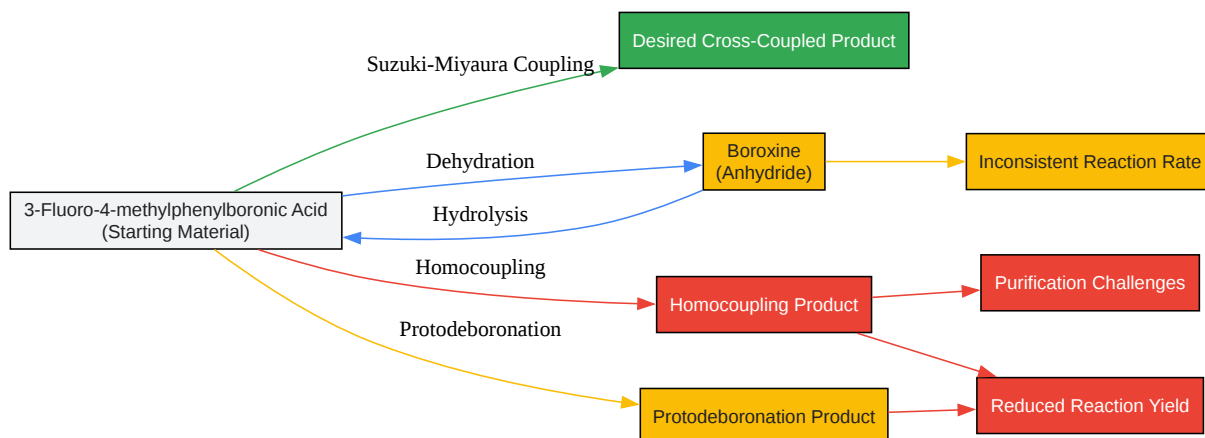 Desired Cross-Coupled Product
Suzuki-Miyaura Coupling
Dehydration
Boroxine
(Anhydride)
Inconsistent Reaction Rate
3-Fluoro-4-methylphenylboronic Acid
(Starting Material)
Hydrolysis
Homocoupling
Homocoupling Product
Purification Challenges
Protodeboronation
Protodeboronation Product
Reduced Reaction Yield